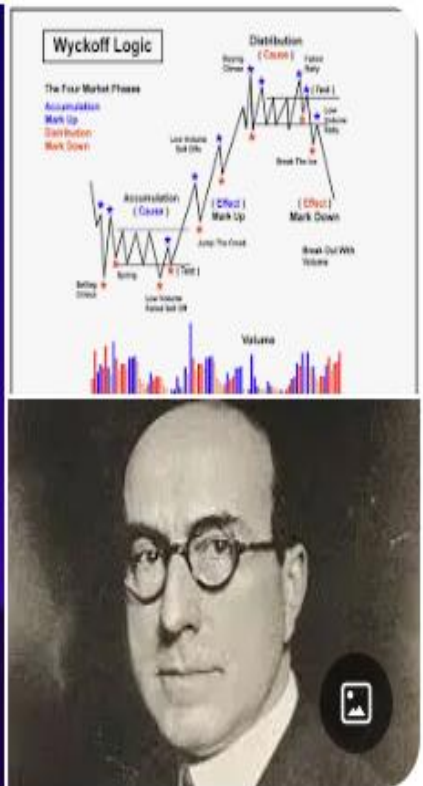 Wyckoff Logic
Distribution
( Cause )
Buying
Climax
Failed
Rally
The Four Market Phases
( Test )
Accumulation
Mark Up
Distribution
Mark Down
Low
Volume
Rally
Low Volume
Sell Offs
Break The Ice
Accumulation
( Cause )
( Effect )
Mark Up
( Effect )
Mark Down
Jump The Creek
Break Out With
Volume
Spring
( Test )
Selling
Climax
Low Volume
Failed Sell Off
Volume